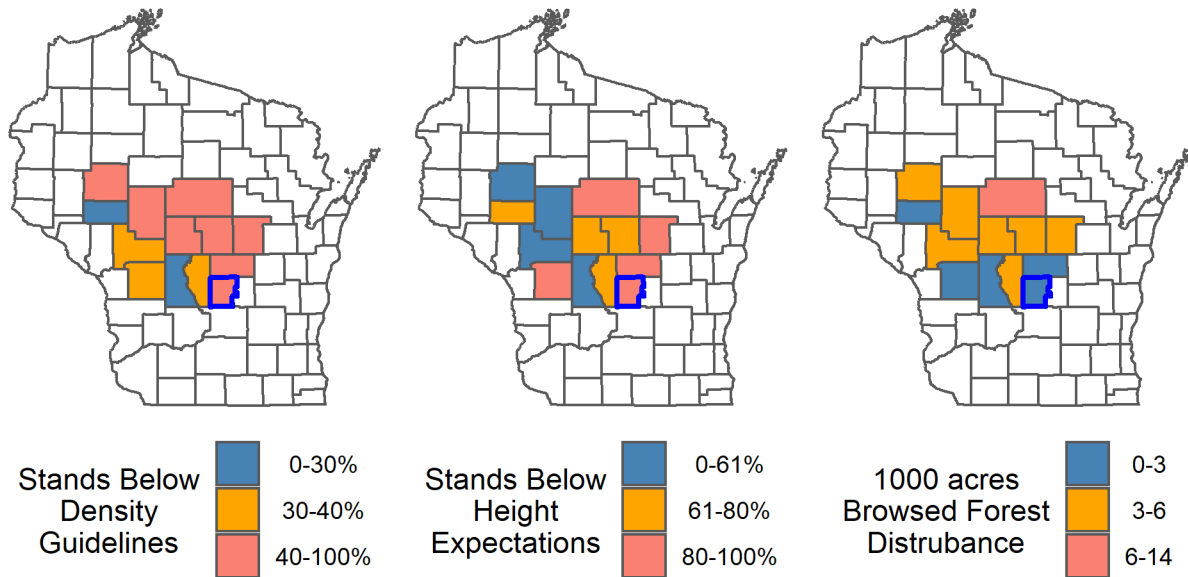 Stands Below
Density
Guidelines
0-30%
30-40%
40-100%
Stands Below
Height
Expectations
0-61%
61-80%
80-100%
1000 acres
Browsed Forest
Distrubance
0-3
3-6
6-14